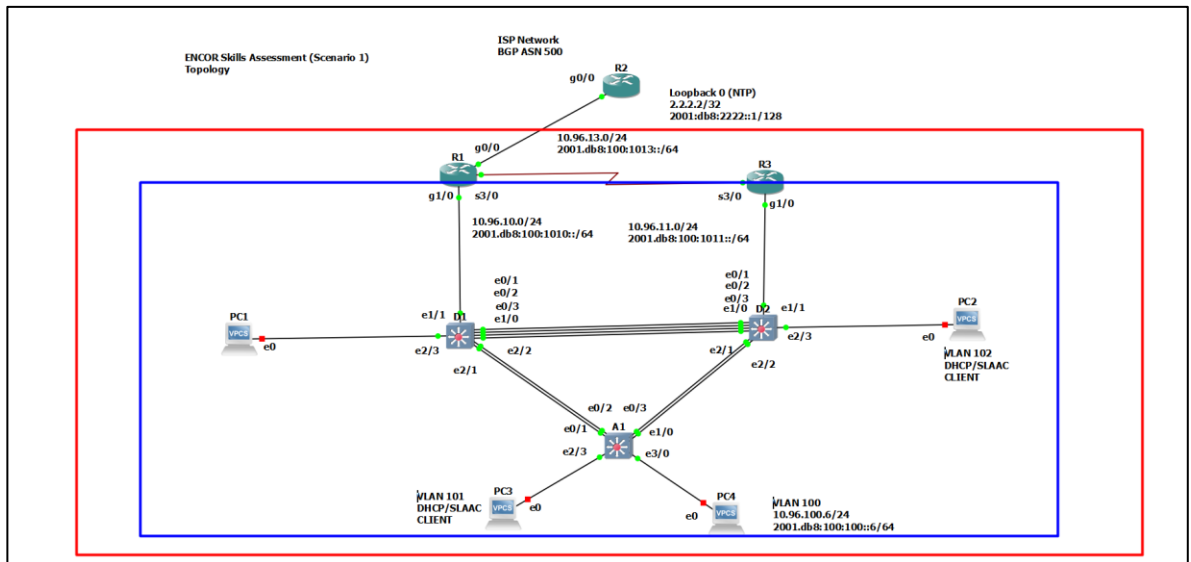 ENCOR Skills Assessment (Scenario 1)
Topology
ISP Network
BGP ASN 500
R2
g0/0
Loopback 0 (NTP)
2.2.2.2/32
2001:db8:2222::1/128
10.96.13.0/24
2001.db8:100:1013::/64
g0/0
R1
g1/0
s3/0
R3
s3/0
g1/0
10.96.10.0/24
2001.db8:100:1010::/64
10.96.11.0/24
2001.db8:100:1011::/64
e0/1
e0/2
e0/3
e1/0
D1
e1/1
e2/2
e2/1
e0/1
e0/2
e0/3
e1/0
D2
e1/1
e2/3
e2/1
e2/2
PC1
VPCS
e0
e2/3
PC2
VPCS
e0
VLAN 102
DHCP/SLAAC
CLIENT
e0/2
e0/3
e0/1
A1
e1/0
e2/3
e3/0
VLAN 101
DHCP/SLAAC
CLIENT
PC3
VPCS
e0
PC4
VPCS
e0
VLAN 100
10.96.100.6/24
2001.db8:100:100::6/64